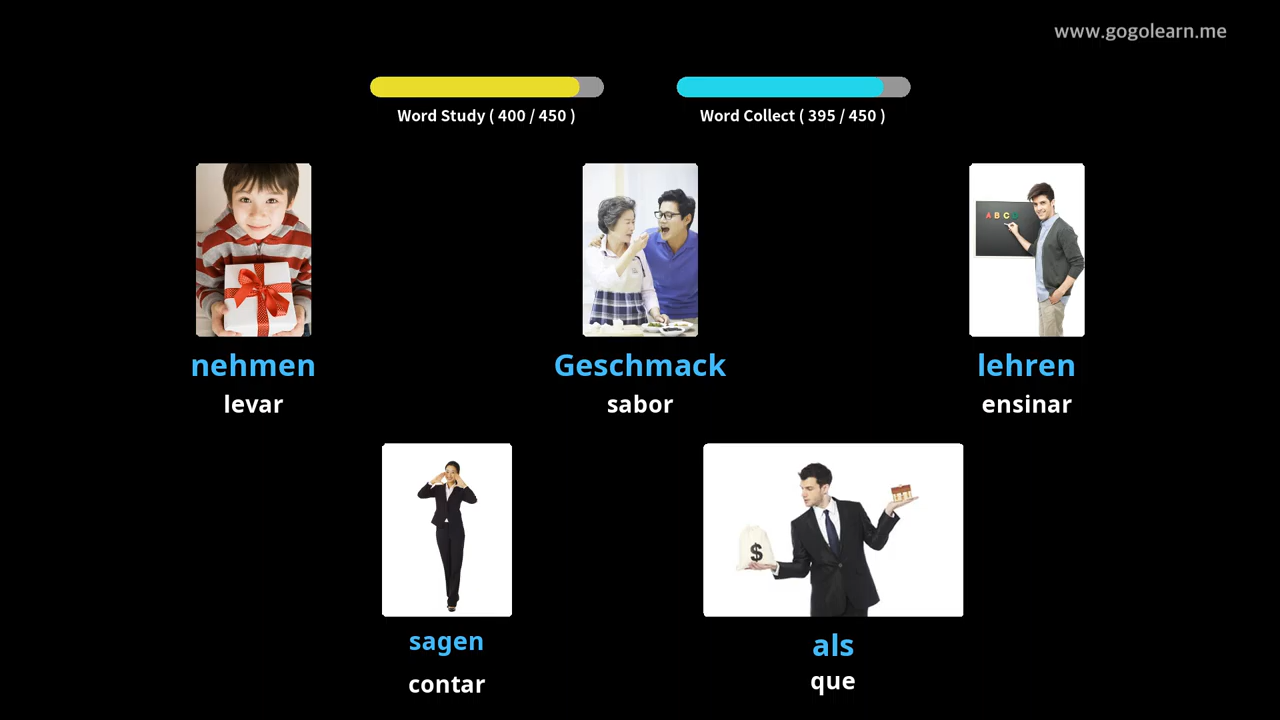 www.gogolearn.me
Word Study ( 400 / 450 )
Word Collect ( 395 / 450 )
A B C D
nehmen
levar
Geschmack
sabor
lehren
ensinar
$
sagen
contar
als
que